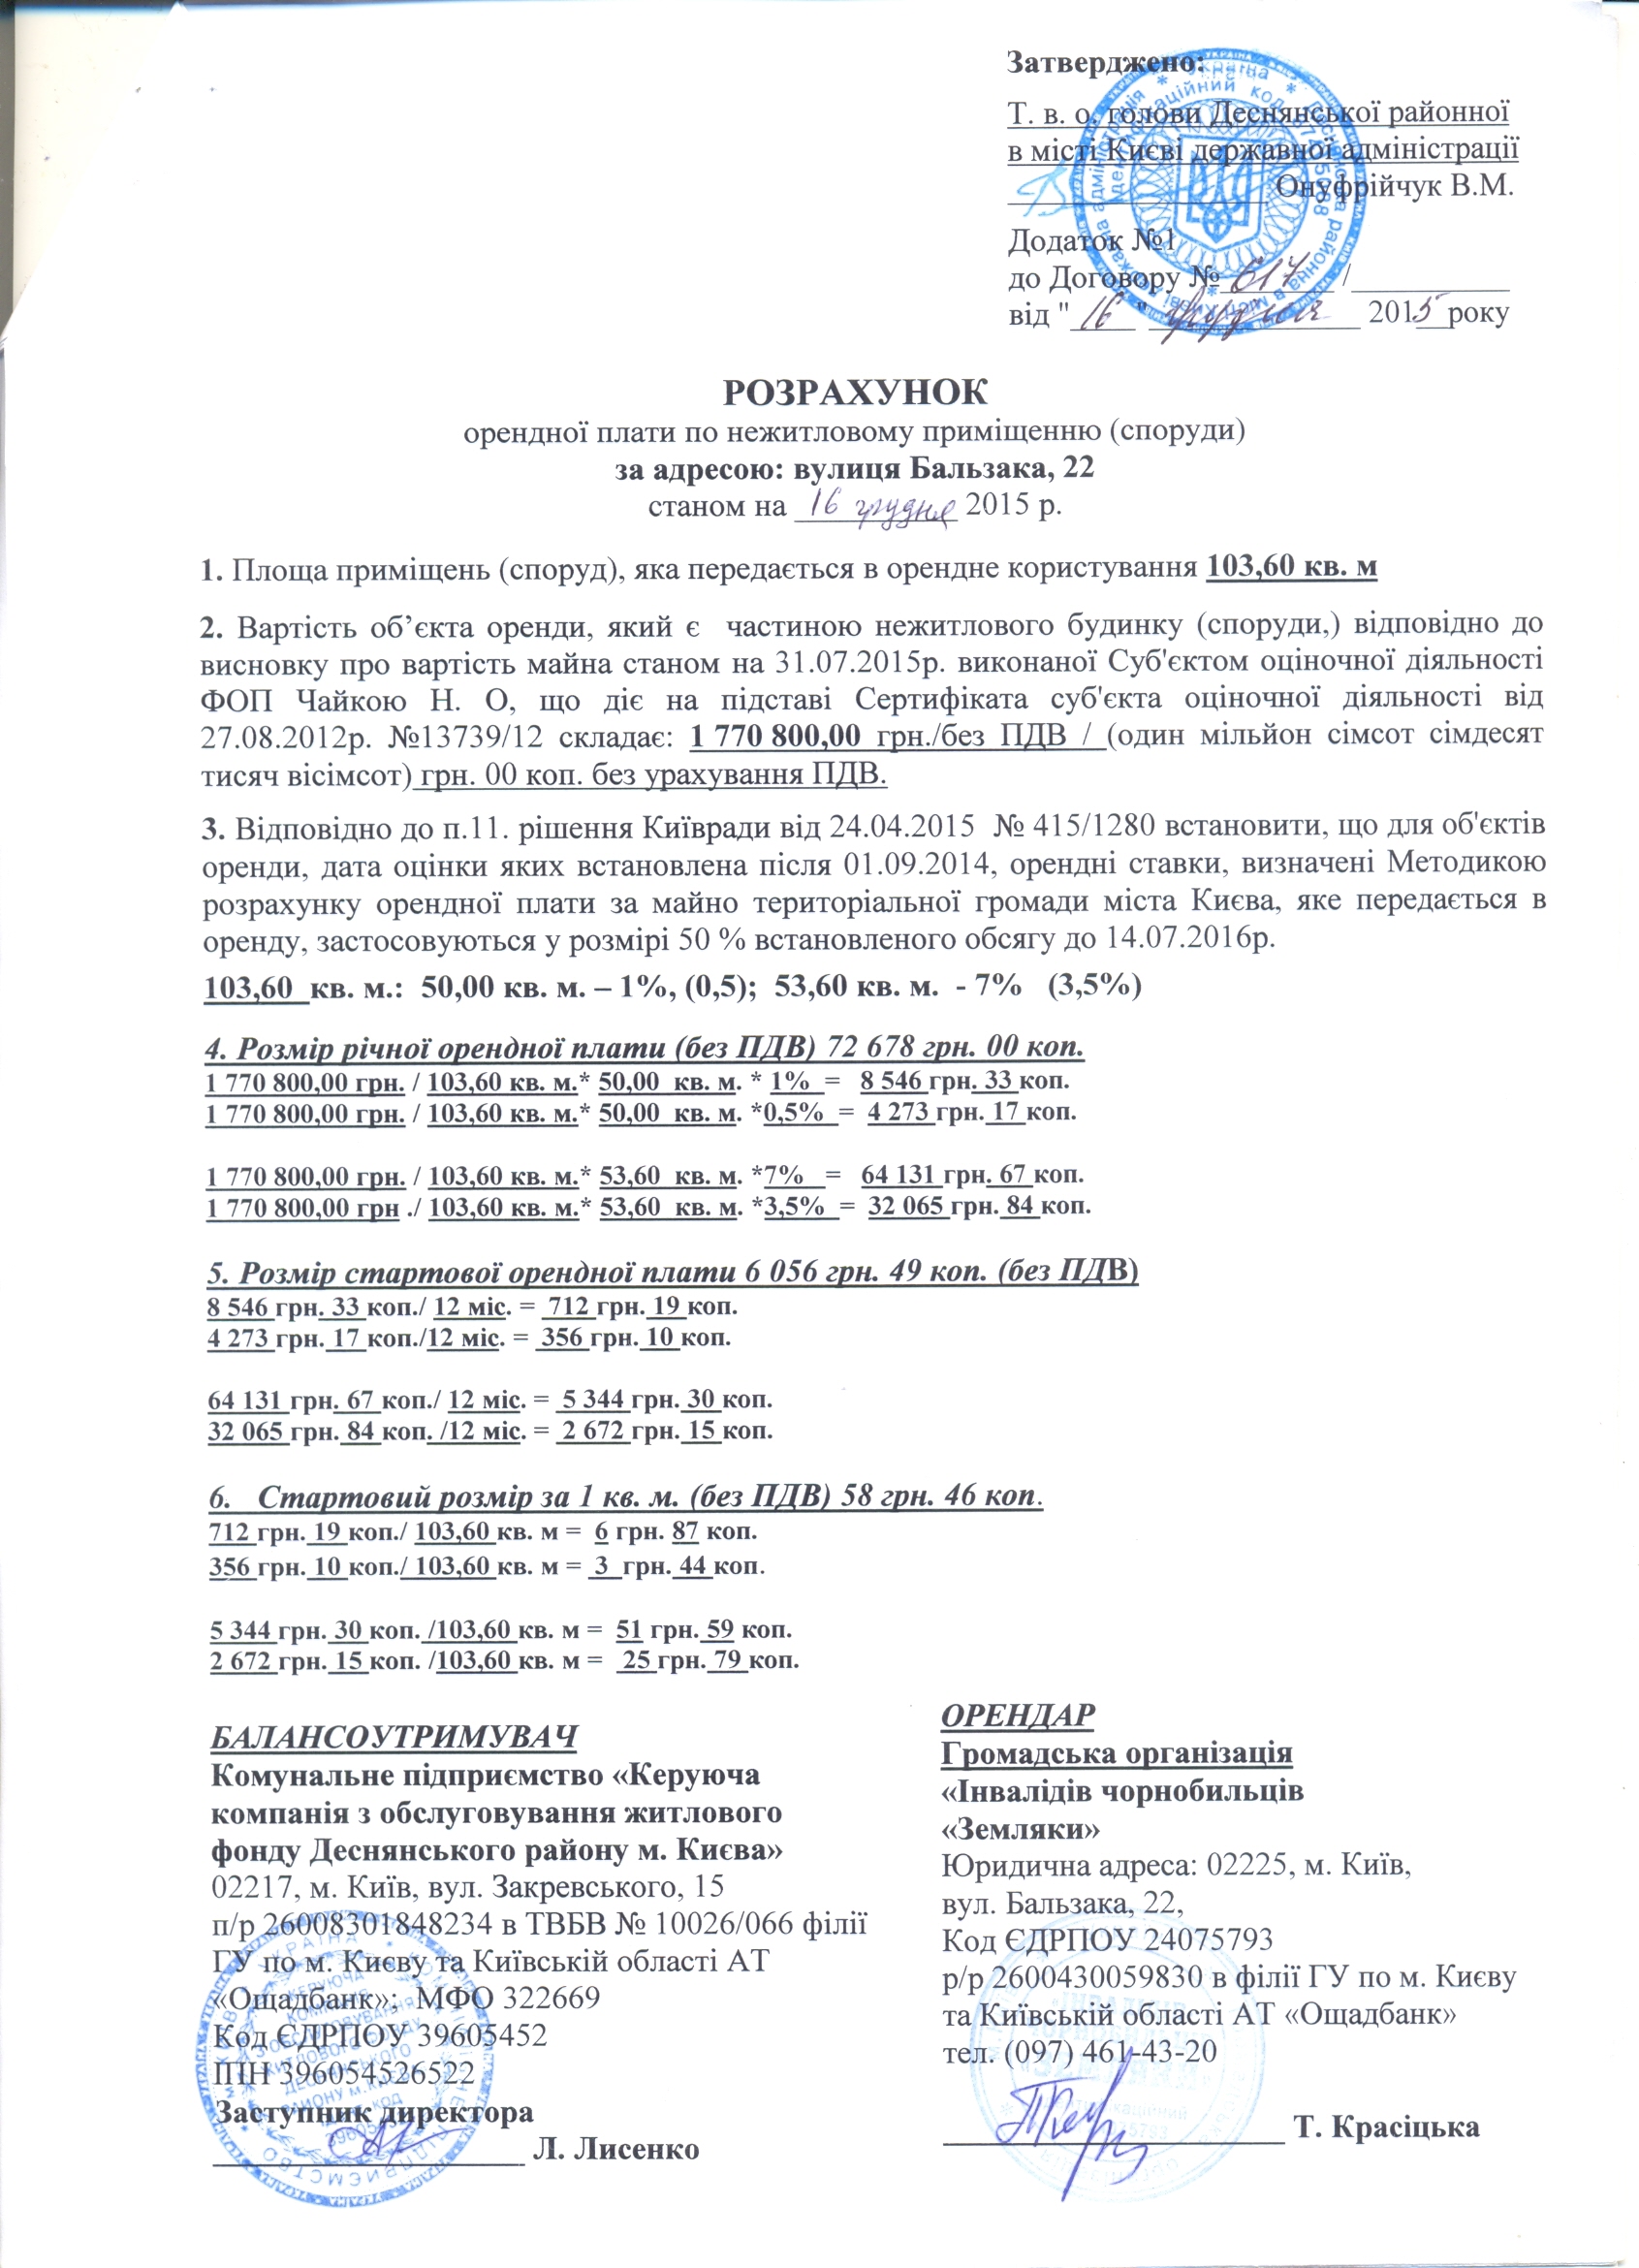 Затверджено:
Т. в. о. голови Деснянської районної
в місті Києві державної адміністрації
Онуфрійчук В.М.
Додаток №1
до Договору № 617 /
від "16" грудня 2015 року
РОЗРАХУНОК
орендної плати по нежитловому приміщенню (споруди)
за адресою: вулиця Бальзака, 22
станом на 16 грудня 2015 р.
1. Площа приміщень (споруд), яка передається в орендне користування 103,60 кв. м
2. Вартість об’єкта оренди, який є частиною нежитлового будинку (споруди,) відповідно до
висновку про вартість майна станом на 31.07.2015р. виконаної Суб'єктом оціночної діяльності
ФОП Чайкою Н. О, що діє на підставі Сертифіката суб'єкта оціночної діяльності від
27.08.2012р. №13739/12 складає: 1 770 800,00 грн./без ПДВ / (один мільйон сімсот сімдесят
тисяч вісімсот) грн. 00 коп. без урахування ПДВ.
3. Відповідно до п.11. рішення Київради від 24.04.2015 № 415/1280 встановити, що для об'єктів
оренди, дата оцінки яких встановлена після 01.09.2014, орендні ставки, визначені Методикою
розрахунку орендної плати за майно територіальної громади міста Києва, яке передається в
оренду, застосовуються у розмірі 50 % встановленого обсягу до 14.07.2016р.
103,60 кв. м.: 50,00 кв. м. – 1%, (0,5); 53,60 кв. м. - 7% (3,5%)
4. Розмір річної орендної плати (без ПДВ) 72 678 грн. 00 коп.
1 770 800,00 грн. / 103,60 кв. м.* 50,00 кв. м. * 1% = 8 546 грн. 33 коп.
1 770 800,00 грн. / 103,60 кв. м.* 50,00 кв. м. *0,5% = 4 273 грн. 17 коп.
1 770 800,00 грн. / 103,60 кв. м.* 53,60 кв. м. *7% = 64 131 грн. 67 коп.
1 770 800,00 грн ./ 103,60 кв. м.* 53,60 кв. м. *3,5% = 32 065 грн. 84 коп.
5. Розмір стартової орендної плати 6 056 грн. 49 коп. (без ПДВ)
8 546 грн. 33 коп./ 12 міс. = 712 грн. 19 коп.
4 273 грн. 17 коп./12 міс. = 356 грн. 10 коп.
64 131 грн. 67 коп./ 12 міс. = 5 344 грн. 30 коп.
32 065 грн. 84 коп. /12 міс. = 2 672 грн. 15 коп.
6. Стартовий розмір за 1 кв. м. (без ПДВ) 58 грн. 46 коп.
712 грн. 19 коп./ 103,60 кв. м = 6 грн. 87 коп.
356 грн. 10 коп./ 103,60 кв. м = 3 грн. 44 коп.
5 344 грн. 30 коп. /103,60 кв. м = 51 грн. 59 коп.
2 672 грн. 15 коп. /103,60 кв. м = 25 грн. 79 коп.
БАЛАНСОУТРИМУВАЧ
Комунальне підприємство «Керуюча
компанія з обслуговування житлового
фонду Деснянського району м. Києва»
02217, м. Київ, вул. Закревського, 15
п/р 26008301848234 в ТВБВ № 10026/066 філії
ГУ по м. Києву та Київській області АТ
«Ощадбанк»; МФО 322669
Код ЄДРПОУ 39605452
ПІН 396054526522
Заступник директора
Л. Лисенко
ОРЕНДАР
Громадська організація
«Інвалідів чорнобильців
«Земляки»
Юридична адреса: 02225, м. Київ,
вул. Бальзака, 22,
Код ЄДРПОУ 24075793
р/р 2600430059830 в філії ГУ по м. Києву
та Київській області АТ «Ощадбанк»
тел. (097) 461-43-20
Т. Красіцька